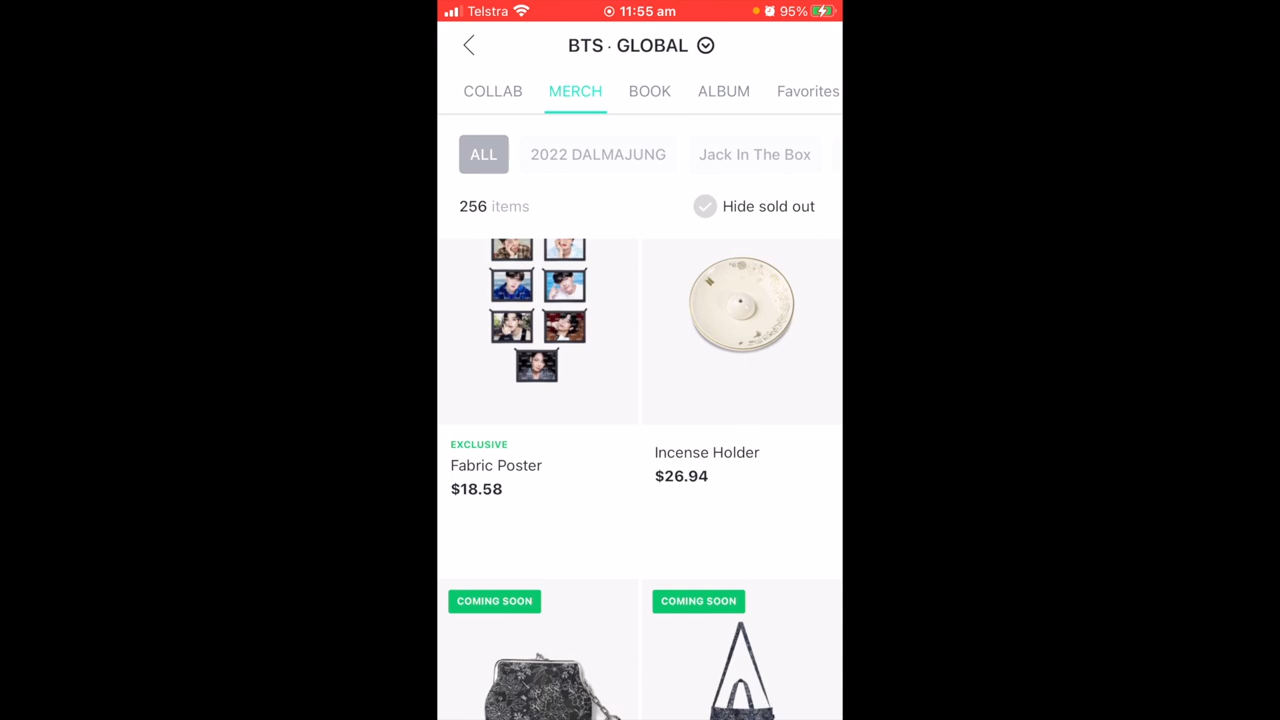 Telstra 11:55 am 95%
BTS · GLOBAL
COLLAB MERCH BOOK ALBUM Favorites
ALL 2022 DALMAJUNG Jack In The Box
256 items Hide sold out
EXCLUSIVE
Fabric Poster
$18.58
Incense Holder
$26.94
COMING SOON COMING SOON